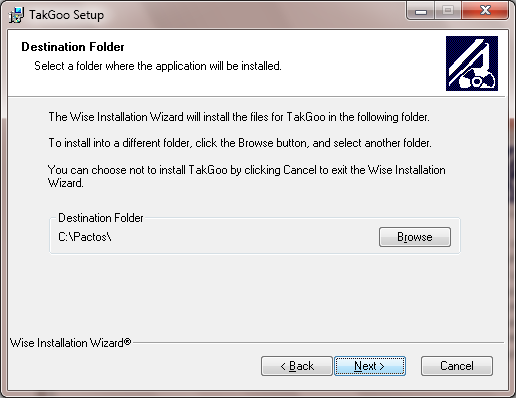 TakGoo Setup
Destination Folder
Select a folder where the application will be installed.
The Wise Installation Wizard will install the files for TakGoo in the following folder.
To install into a different folder, click the Browse button, and select another folder.
You can choose not to install TakGoo by clicking Cancel to exit the Wise Installation
Wizard.
Destination Folder
C:\Pactos\
Browse
Wise Installation Wizard®
< Back
Next >
Cancel